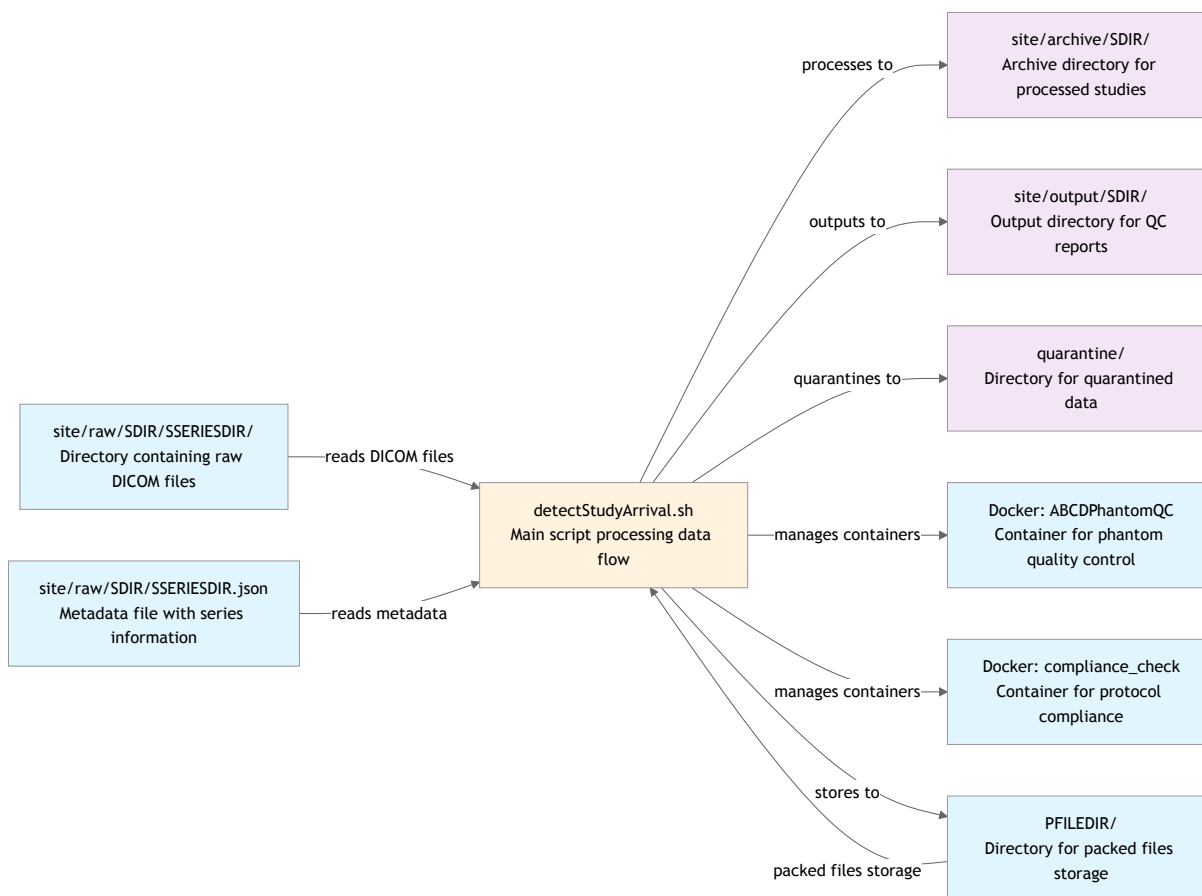 site/archive/SDIR/
Archive directory for
processed studies
processes to
site/output/SDIR/
Output directory for QC
reports
outputs to
quarantine/
Directory for quarantined
data
quarantines to
site/raw/SDIR/SSERIESDIR/
Directory containing raw
DICOM files
reads DICOM files
detectStudyArrival.sh
Main script processing data
flow
manages containers
Docker: ABCDPhantomQC
Container for phantom
quality control
site/raw/SDIR/SSERIESDIR.json
Metadata file with series
information
reads metadata
manages containers
Docker: compliance_check
Container for protocol
compliance
stores to
packed files storage
PFILEDIR/
Directory for packed files
storage